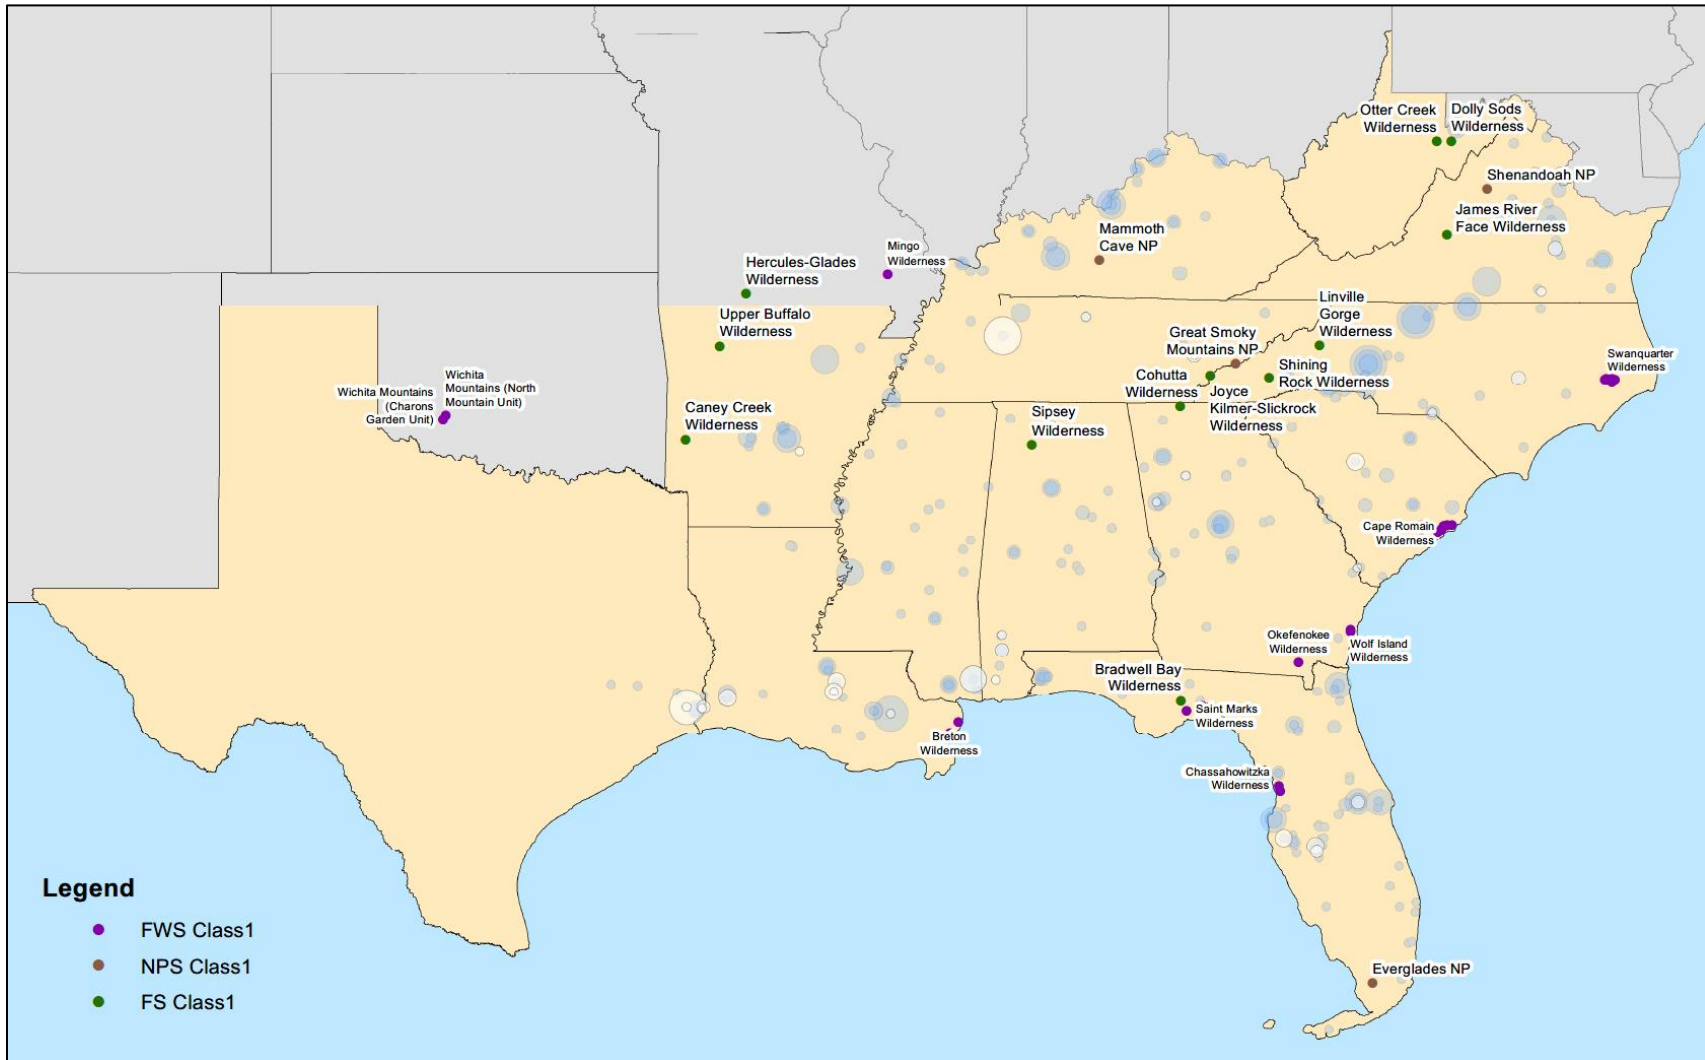 Otter Creek
Wilderness
Dolly Sods
Wilderness
Shenandoah NP
James River
Face Wilderness
Mammoth
Cave NP
Mingo
Wilderness
Hercules-Glades
Wilderness
Upper Buffalo
Wilderness
Linville
Gorge
Wilderness
Great Smoky
Mountains NP
Swanquarter
Wilderness
Shining
Rock Wilderness
Cohutta
Wilderness
Joyce
Kilmer-Slickrock
Wilderness
Wichita
Mountains (North
Mountain Unit)
Wichita Mountains
(Charons
Garden Unit)
Caney Creek
Wilderness
Sipsey
Wilderness
Cape Romain
Wilderness
Okefenokee
Wilderness
Wolf Island
Wilderness
Bradwell Bay
Wilderness
Saint Marks
Wilderness
Breton
Wilderness
Chassahowitzka
Wilderness
Everglades NP
Legend
FWS Class1
NPS Class1
FS Class1